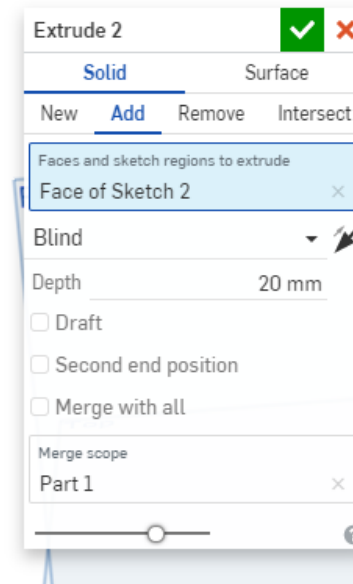 Extrude 2
Solid Surface
New Add Remove Intersect
Faces and sketch regions to extrude
Face of Sketch 2
Blind
Depth 20 mm
Draft
Second end position
Merge with all
Merge scope
Part 1